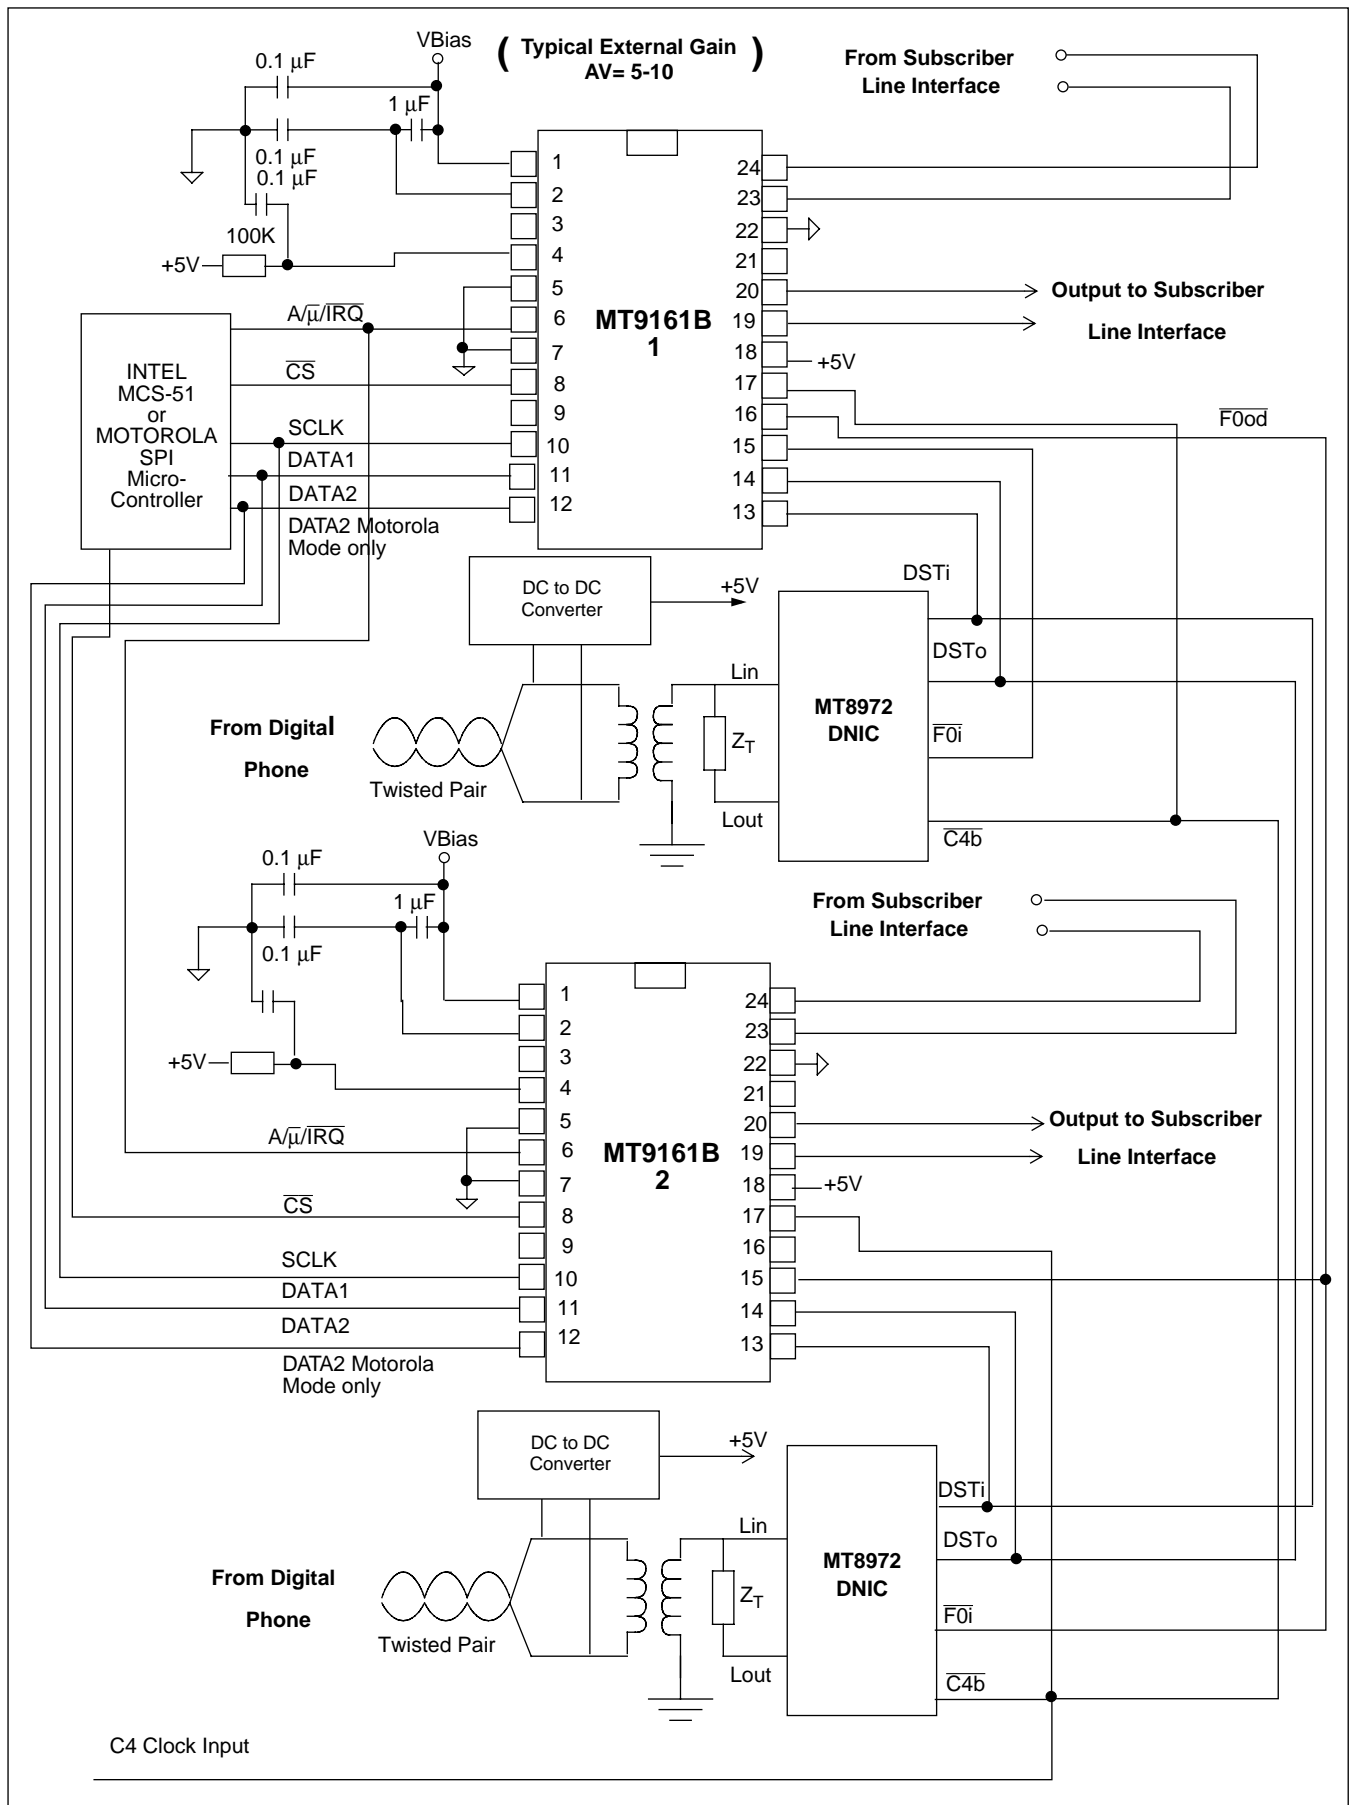 VBias
( Typical External Gain )
AV= 5-10
From Subscriber
Line Interface
0.1 µF
1 µF
0.1 µF
0.1 µF
100K
+5V
1
2
3
4
5
6
7
8
9
10
11
12
MT9161B
1
24
23
22
21
20
19
18
17
16
15
14
13
+5V
Output to Subscriber
Line Interface
F0od
A/µ/IRQ
CS
SCLK
DATA1
DATA2
DATA2 Motorola
Mode only
INTEL
MCS-51
or
MOTOROLA
SPI
Micro-
Controller
DC to DC
Converter
+5V
DSTi
DSTo
F0i
C4b
MT8972
DNIC
Lin
ZT
Lout
From Digital
Phone
Twisted Pair
VBias
0.1 µF
1 µF
0.1 µF
+5V
From Subscriber
Line Interface
1
2
3
4
5
6
7
8
9
10
11
12
MT9161B
2
24
23
22
21
20
19
18
17
16
15
14
13
+5V
Output to Subscriber
Line Interface
A/µ/IRQ
CS
SCLK
DATA1
DATA2
DATA2 Motorola
Mode only
DC to DC
Converter
+5V
DSTi
DSTo
F0i
C4b
MT8972
DNIC
Lin
ZT
Lout
From Digital
Phone
Twisted Pair
C4 Clock Input